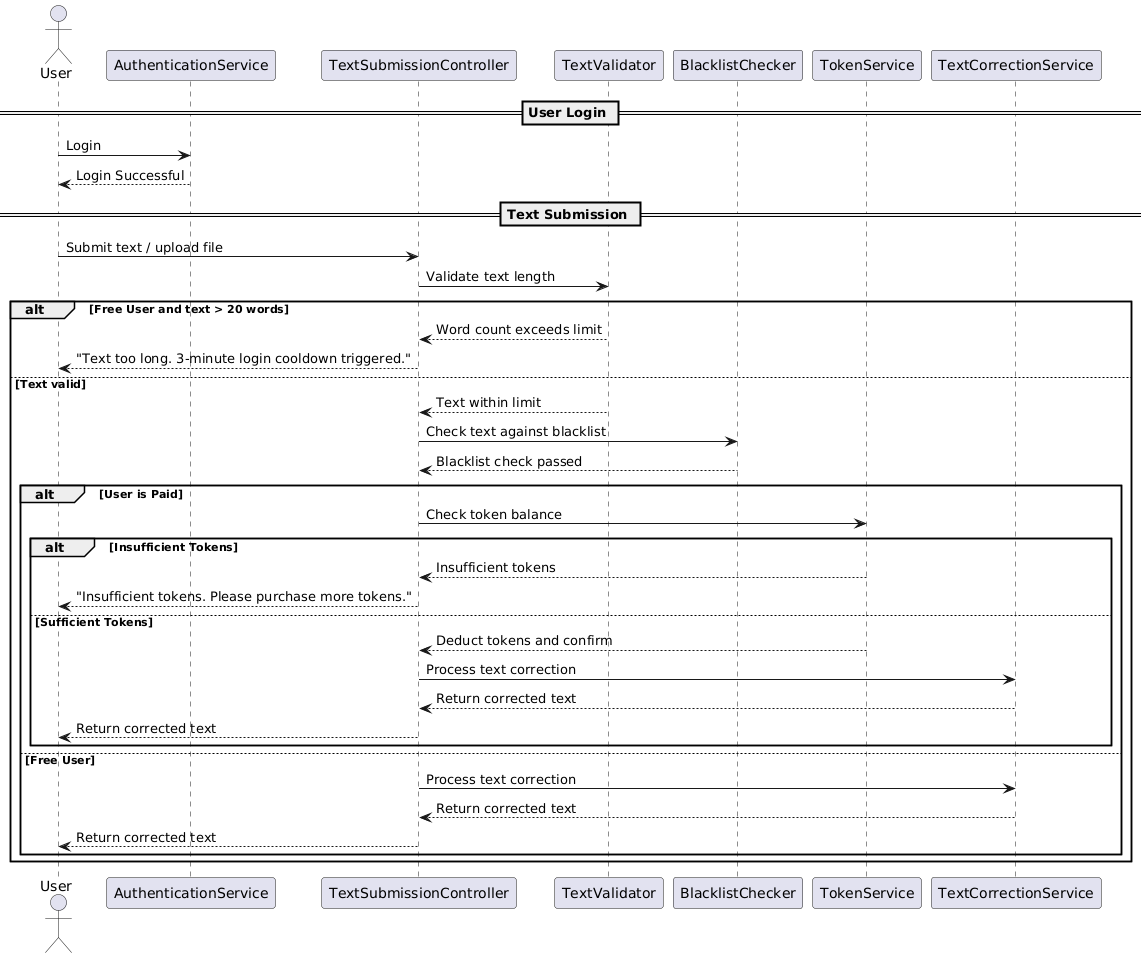 User
AuthenticationService
TextSubmissionController
TextValidator
BlacklistChecker
TokenService
TextCorrectionService
User Login
Login
Login Successful
Text Submission
Submit text / upload file
Validate text length
alt [Free User and text > 20 words]
Word count exceeds limit
"Text too long. 3-minute login cooldown triggered."
[Text valid]
Text within limit
Check text against blacklist
Blacklist check passed
alt [User is Paid]
Check token balance
alt [Insufficient Tokens]
Insufficient tokens
"Insufficient tokens. Please purchase more tokens."
[Sufficient Tokens]
Deduct tokens and confirm
Process text correction
Return corrected text
Return corrected text
[Free User]
Process text correction
Return corrected text
Return corrected text
User
AuthenticationService
TextSubmissionController
TextValidator
BlacklistChecker
TokenService
TextCorrectionService